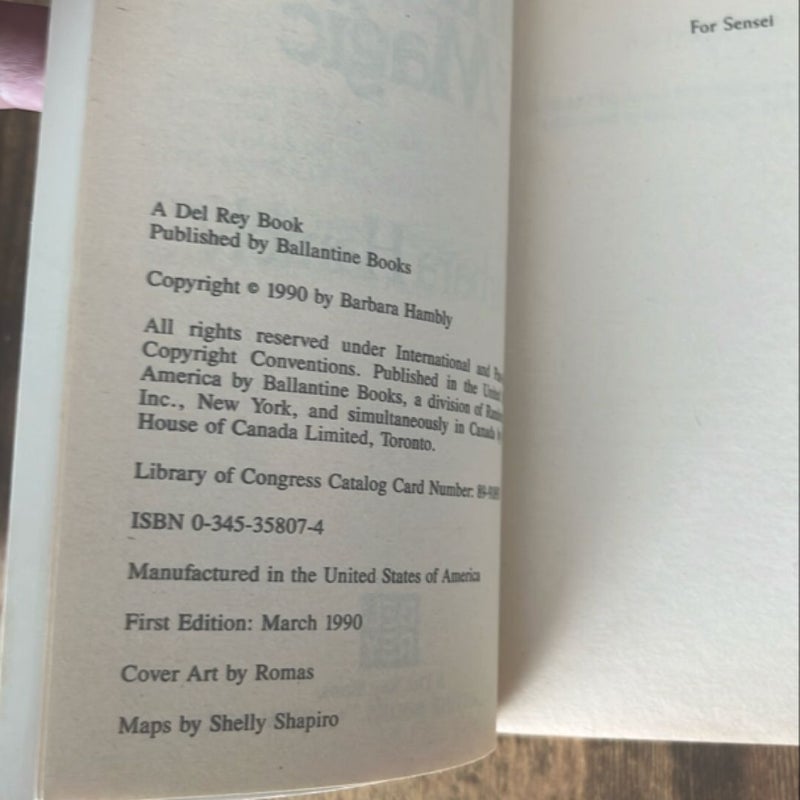 A Del Rey Book
Published by Ballantine Books
Copyright © 1990 by Barbara Hambly
All rights reserved under International and
Copyright Conventions. Published in the United
America by Ballantine Books, a division of
Inc., New York, and simultaneously in Canada
House of Canada Limited, Toronto.
Library of Congress Catalog Card Number:
ISBN 0-345-35807-4
Manufactured in the United States of America
First Edition: March 1990
Cover Art by Romas
Maps by Shelly Shapiro
For Sensei